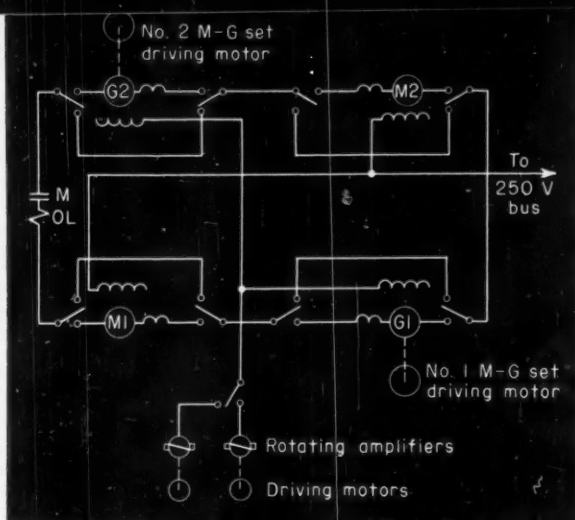 No. 2 M-G set
driving motor
G2
M2
M
OL
To
250 V
bus
M1
G1
No. 1 M-G set
driving motor
Rotating amplifiers
Driving motors